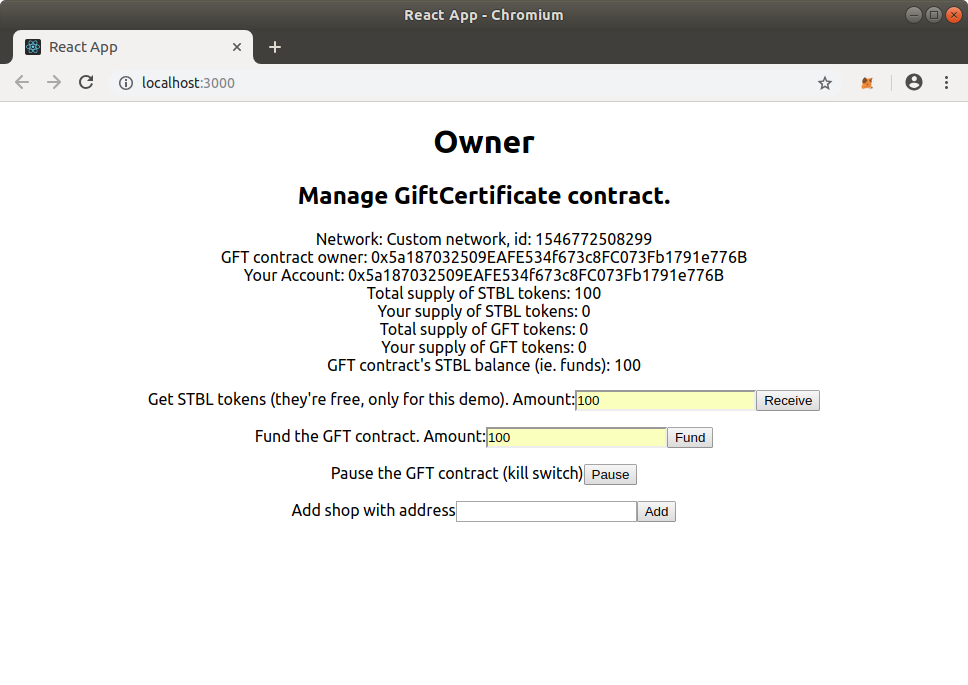 React App - Chromium
React App
localhost:3000
Owner
Manage GiftCertificate contract.
Network: Custom network, id: 1546772508299
GFT contract owner: 0x5a187032509EAFE534f673c8FC073Fb1791e776B
Your Account: 0x5a187032509EAFE534f673c8FC073Fb1791e776B
Total supply of STBL tokens: 100
Your supply of STBL tokens: 0
Total supply of GFT tokens: 0
Your supply of GFT tokens: 0
GFT contract's STBL balance (ie. funds): 100
Get STBL tokens (they're free, only for this demo). Amount: 100 Receive
Fund the GFT contract. Amount: 100 Fund
Pause the GFT contract (kill switch) Pause
Add shop with address Add